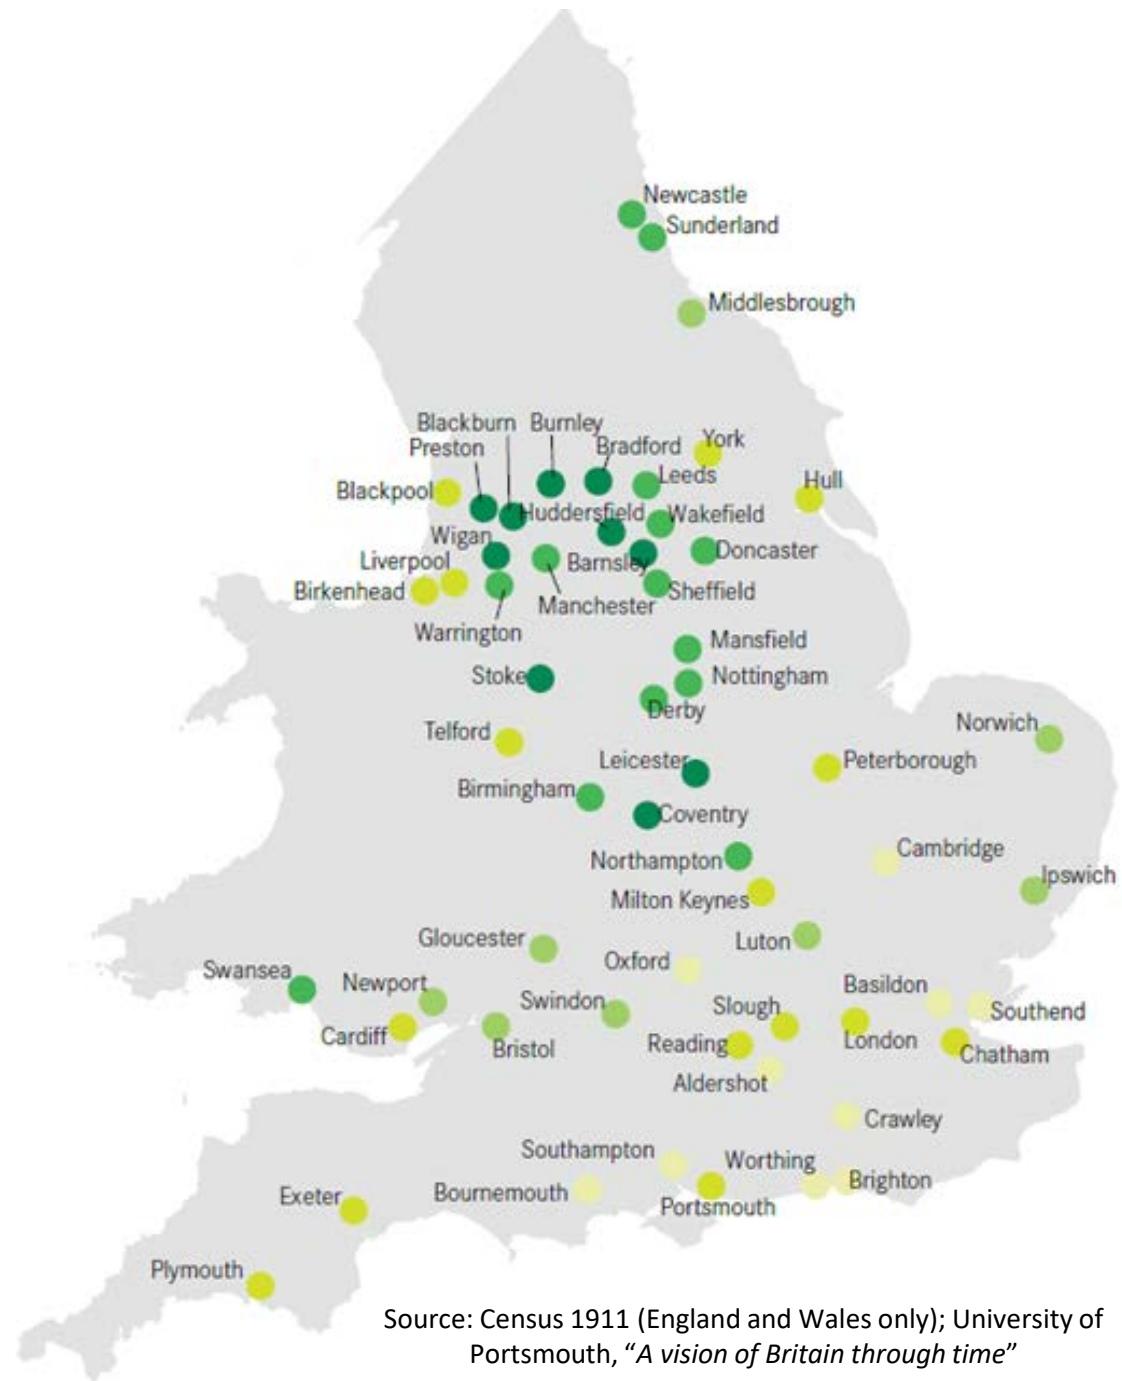 Newcastle
Sunderland
Middlesbrough
Blackburn
Burnley
Preston
Bradford
York
Leeds
Blackpool
Hull
Huddersfield
Wakefield
Wigan
Doncaster
Liverpool
Barnsley
Birkenhead
Sheffield
Manchester
Warrington
Mansfield
Stoke
Nottingham
Derby
Norwich
Telford
Leicester
Peterborough
Birmingham
Coventry
Cambridge
Northampton
Ipswich
Milton Keynes
Gloucester
Luton
Oxford
Swansea
Newport
Basildon
Swindon
Slough
Southend
Cardiff
Bristol
Reading
London
Chatham
Aldershot
Crawley
Southampton
Worthing
Brighton
Exeter
Bournemouth
Portsmouth
Plymouth
Source: Census 1911 (England and Wales only); University of
Portsmouth, “A vision of Britain through time”